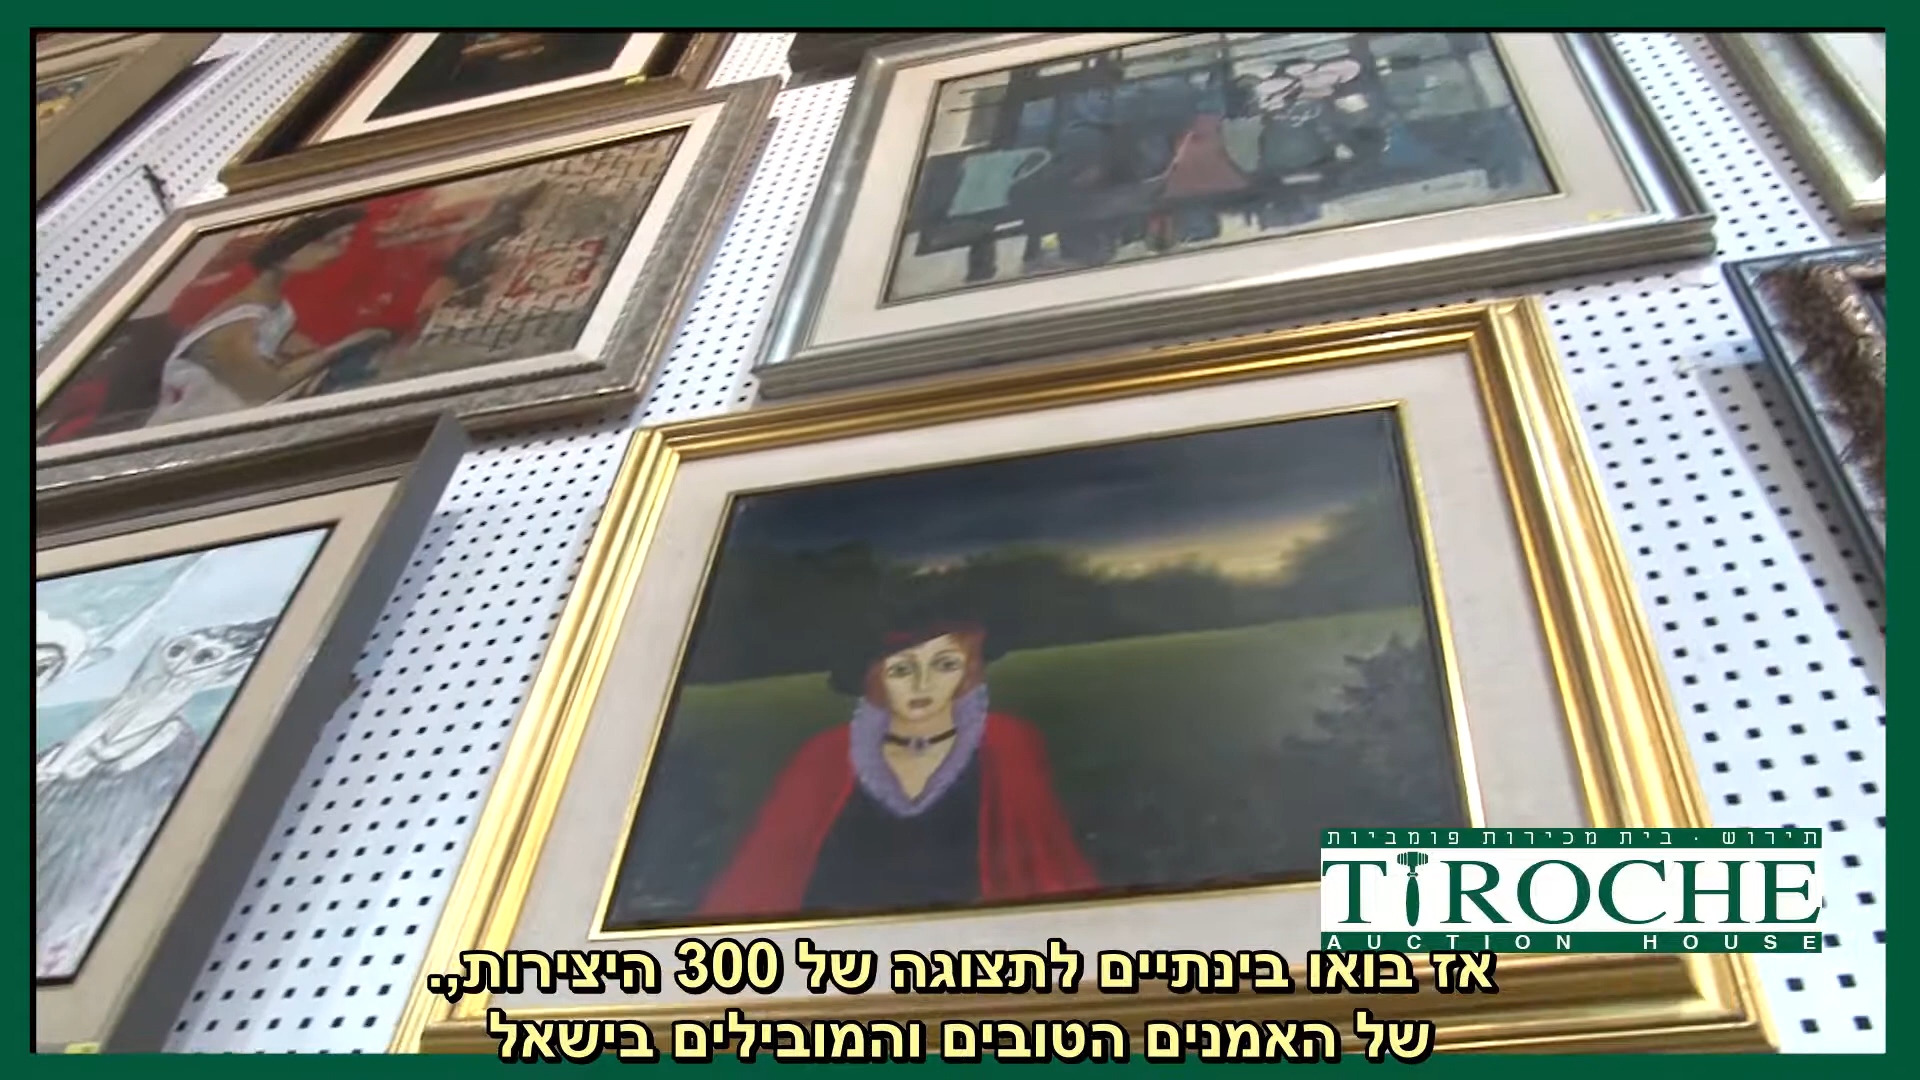 תירוש · בית מכירות פומביות
TIROCHE
AUCTION HOUSE
אז בואו בינתיים לתצוגה של 300 היצירות,.
של האמנים הטובים והמובילים בישאל